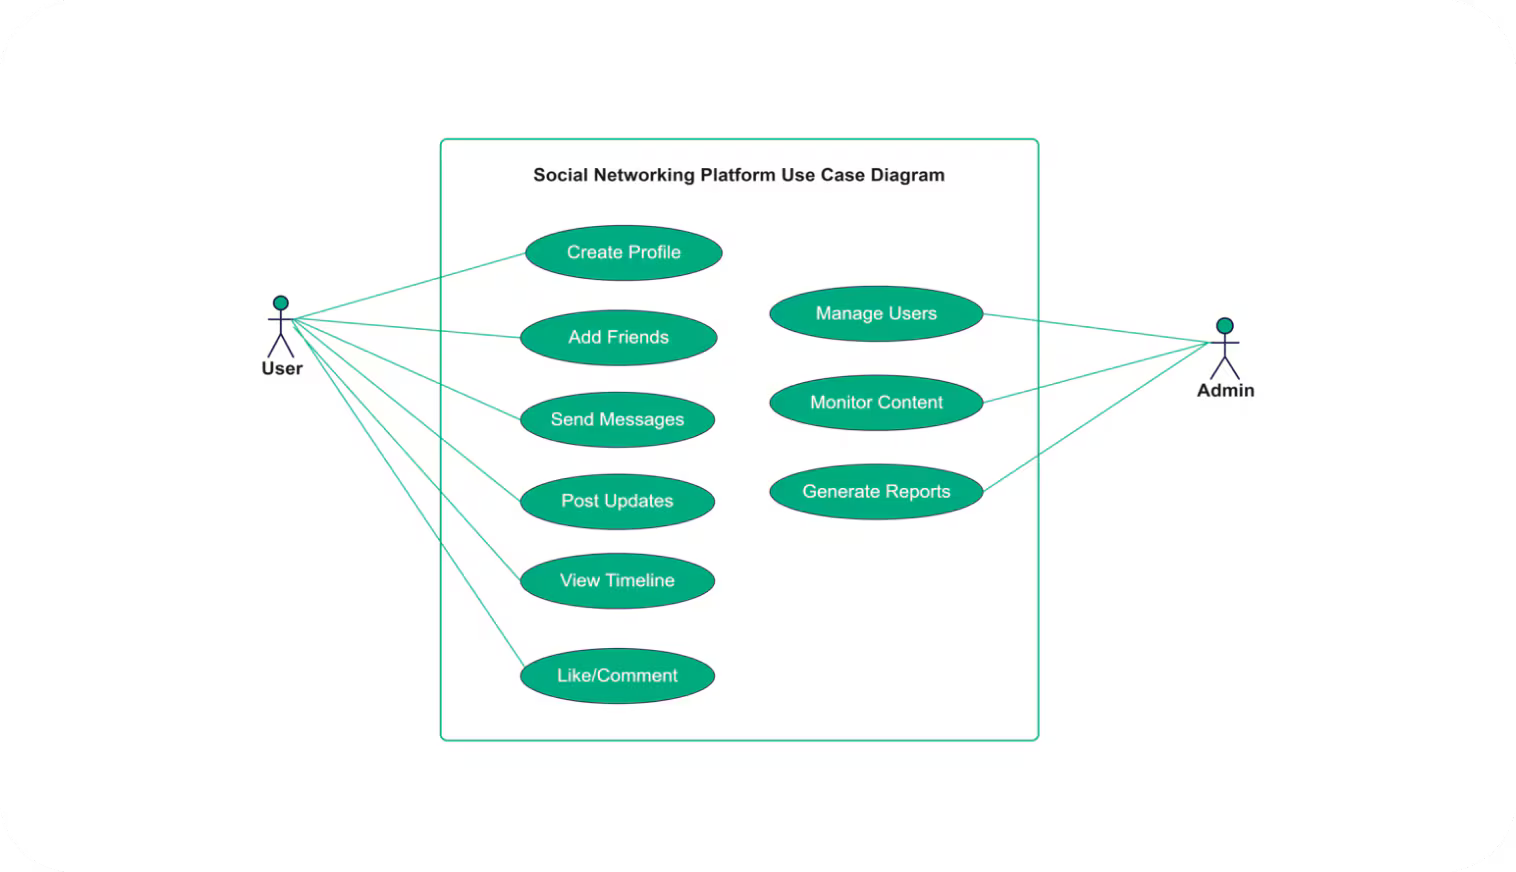 Social Networking Platform Use Case Diagram
Create Profile
Add Friends
Send Messages
Post Updates
View Timeline
Like/Comment
Manage Users
Monitor Content
Generate Reports
User
Admin